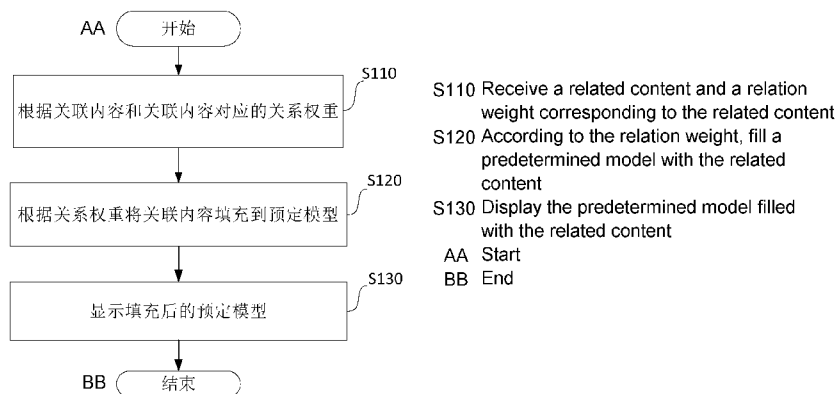 AA 开始
S110
根据关联内容和关联内容对应的关系权重
S120
根据关系权重将关联内容填充到预定模型
S130
显示填充后的预定模型
BB 结束
S110 Receive a related content and a relation
weight corresponding to the related content
S120 According to the relation weight, fill a
predetermined model with the related
content
S130 Display the predetermined model filled
with the related content
AA Start
BB End